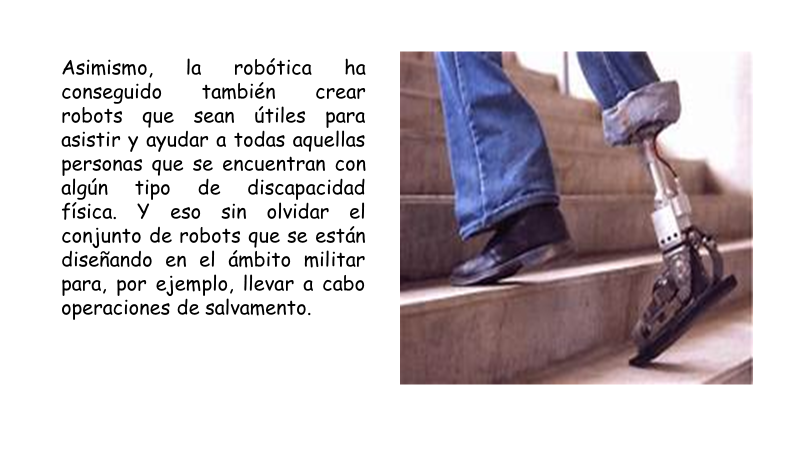 Asimismo, la robótica ha
conseguido también crear
robots que sean útiles para
asistir y ayudar a todas aquellas
personas que se encuentran con
algún tipo de discapacidad
física. Y eso sin olvidar el
conjunto de robots que se están
diseñando en el ámbito militar
para, por ejemplo, llevar a cabo
operaciones de salvamento.